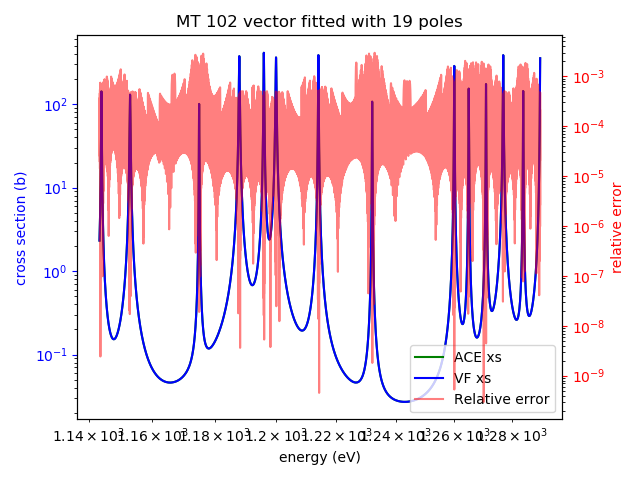 MT 102 vector fitted with 19 poles
cross section (b)
10²
10¹
10⁰
10⁻¹
10⁻³
10⁻⁴
10⁻⁵
10⁻⁶
10⁻⁷
10⁻⁸
10⁻⁹
relative error
ACE xs
VF xs
Relative error
1.14 × 10³ 1.16 × 10³ 1.18 × 10³ 1.2 × 10³ 1.22 × 10³ 1.24 × 10³ 1.26 × 10³ 1.28 × 10³
energy (eV)